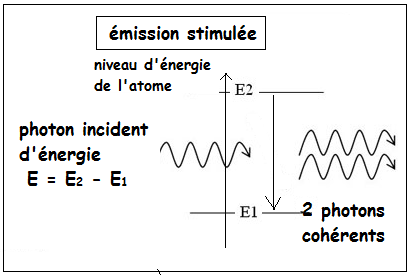 émission stimulée
niveau d'énergie
de l'atome
E2
photon incident
d'énergie
E = E2 - E1
E1
2 photons
cohérents